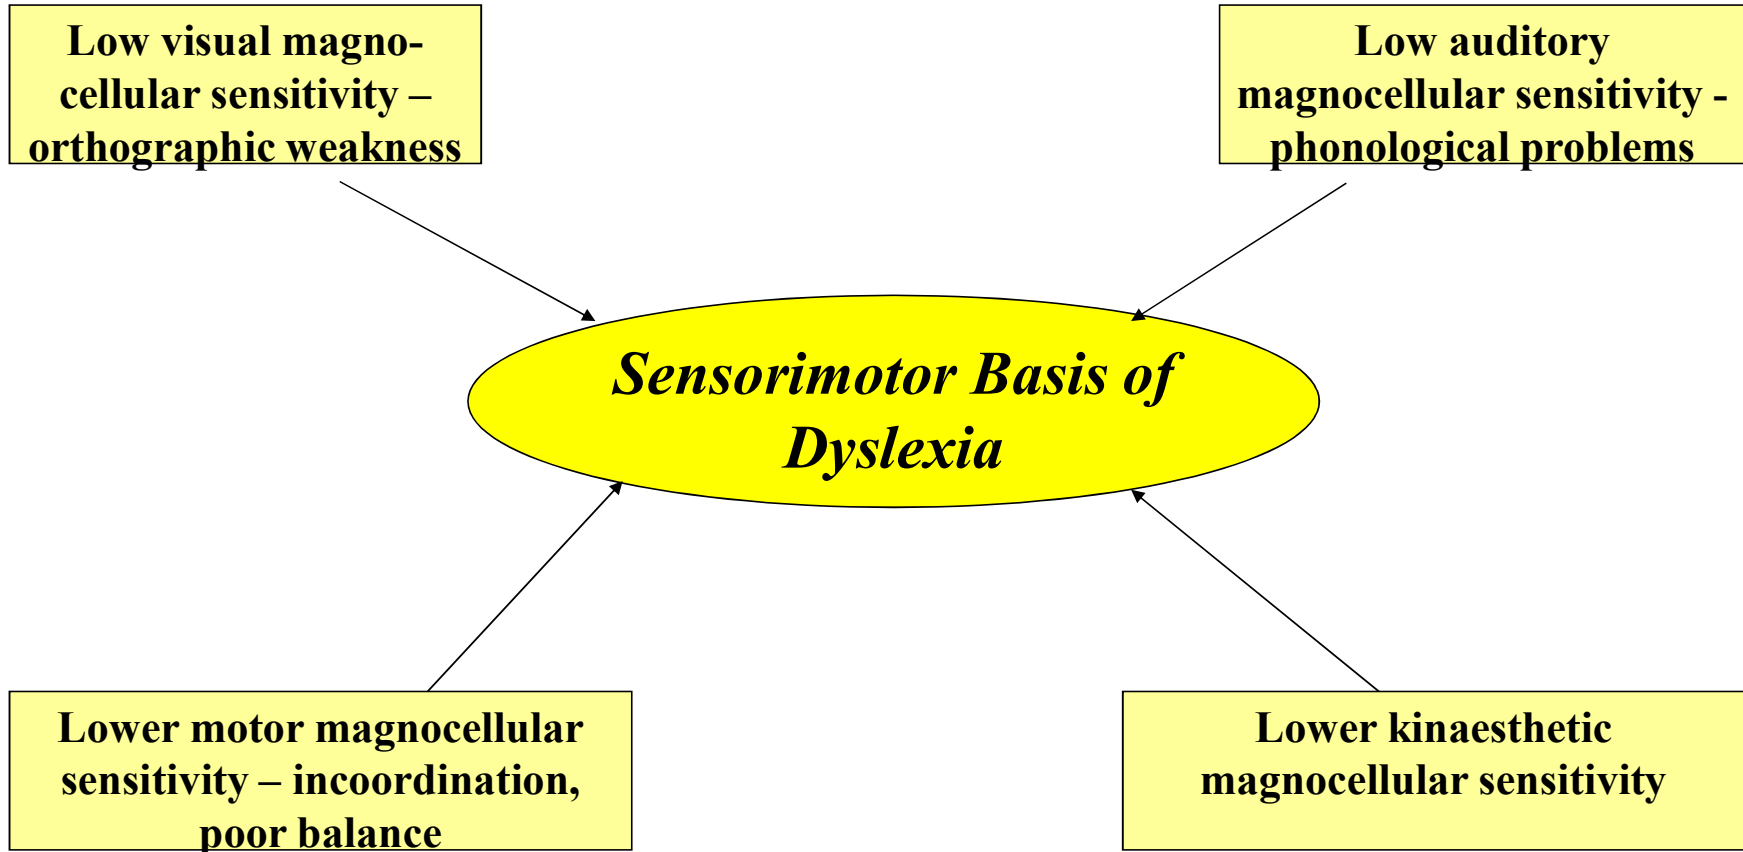 Low visual magno-
cellular sensitivity –
orthographic weakness
Low auditory
magnocellular sensitivity -
phonological problems
Sensorimotor Basis of
Dyslexia
Lower motor magnocellular
sensitivity – incoordination,
poor balance
Lower kinaesthetic
magnocellular sensitivity